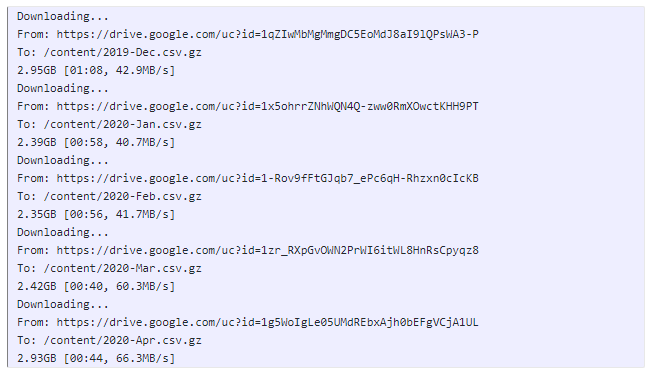 Downloading...
From: https://drive.google.com/uc?id=1qZIwMbMgMmgDC5EoMdJ8aI9lQPsWA3-P
To: /content/2019-Dec.csv.gz
2.95GB [01:08, 42.9MB/s]
Downloading...
From: https://drive.google.com/uc?id=1x5ohrrZNhWQN4Q-zww0RmXOwctKHH9PT
To: /content/2020-Jan.csv.gz
2.39GB [00:58, 40.7MB/s]
Downloading...
From: https://drive.google.com/uc?id=1-Rov9fFtGJqb7_ePc6qH-Rhzxn0cIcKB
To: /content/2020-Feb.csv.gz
2.35GB [00:56, 41.7MB/s]
Downloading...
From: https://drive.google.com/uc?id=1zr_RXpGvOWN2PrWI6itWL8HnRsCpyqz8
To: /content/2020-Mar.csv.gz
2.42GB [00:40, 60.3MB/s]
Downloading...
From: https://drive.google.com/uc?id=1g5WoIgLe05UMdREbxAjh0bEFgVCjA1UL
To: /content/2020-Apr.csv.gz
2.93GB [00:44, 66.3MB/s]